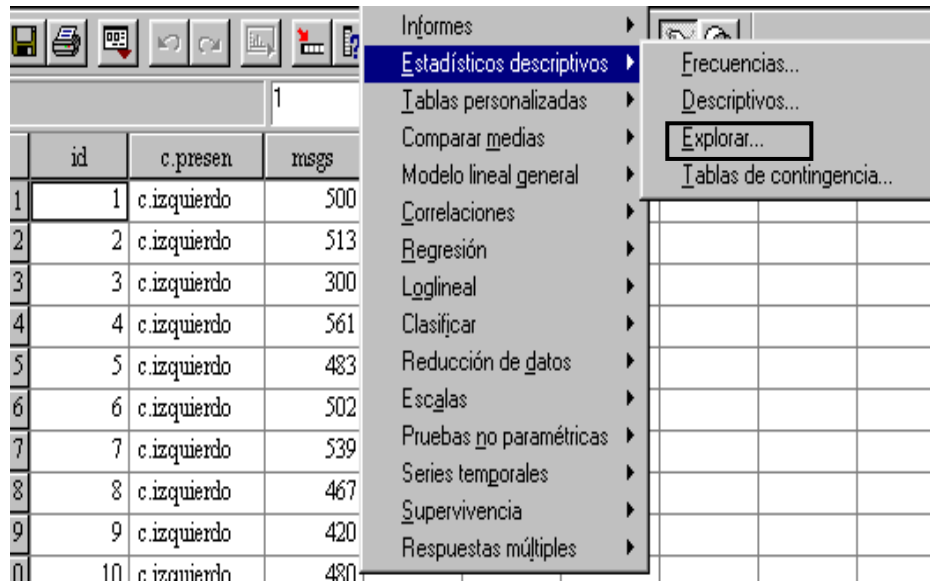 Informes
Estadísticos descriptivos
Tablas personalizadas
Comparar medias
Modelo lineal general
Correlaciones
Regresión
Loglineal
Clasificar
Reducción de datos
Escalas
Pruebas no paramétricas
Series temporales
Supervivencia
Respuestas múltiples
Frecuencias...
Descriptivos...
Explorar...
Tablas de contingencia...
1
id c.presen msgs
1 1 c.izquierdo 500
2 2 c.izquierdo 513
3 3 c.izquierdo 300
4 4 c.izquierdo 561
5 5 c.izquierdo 483
6 6 c.izquierdo 502
7 7 c.izquierdo 539
8 8 c.izquierdo 467
9 9 c.izquierdo 420
0 10 c.izquierdo 480